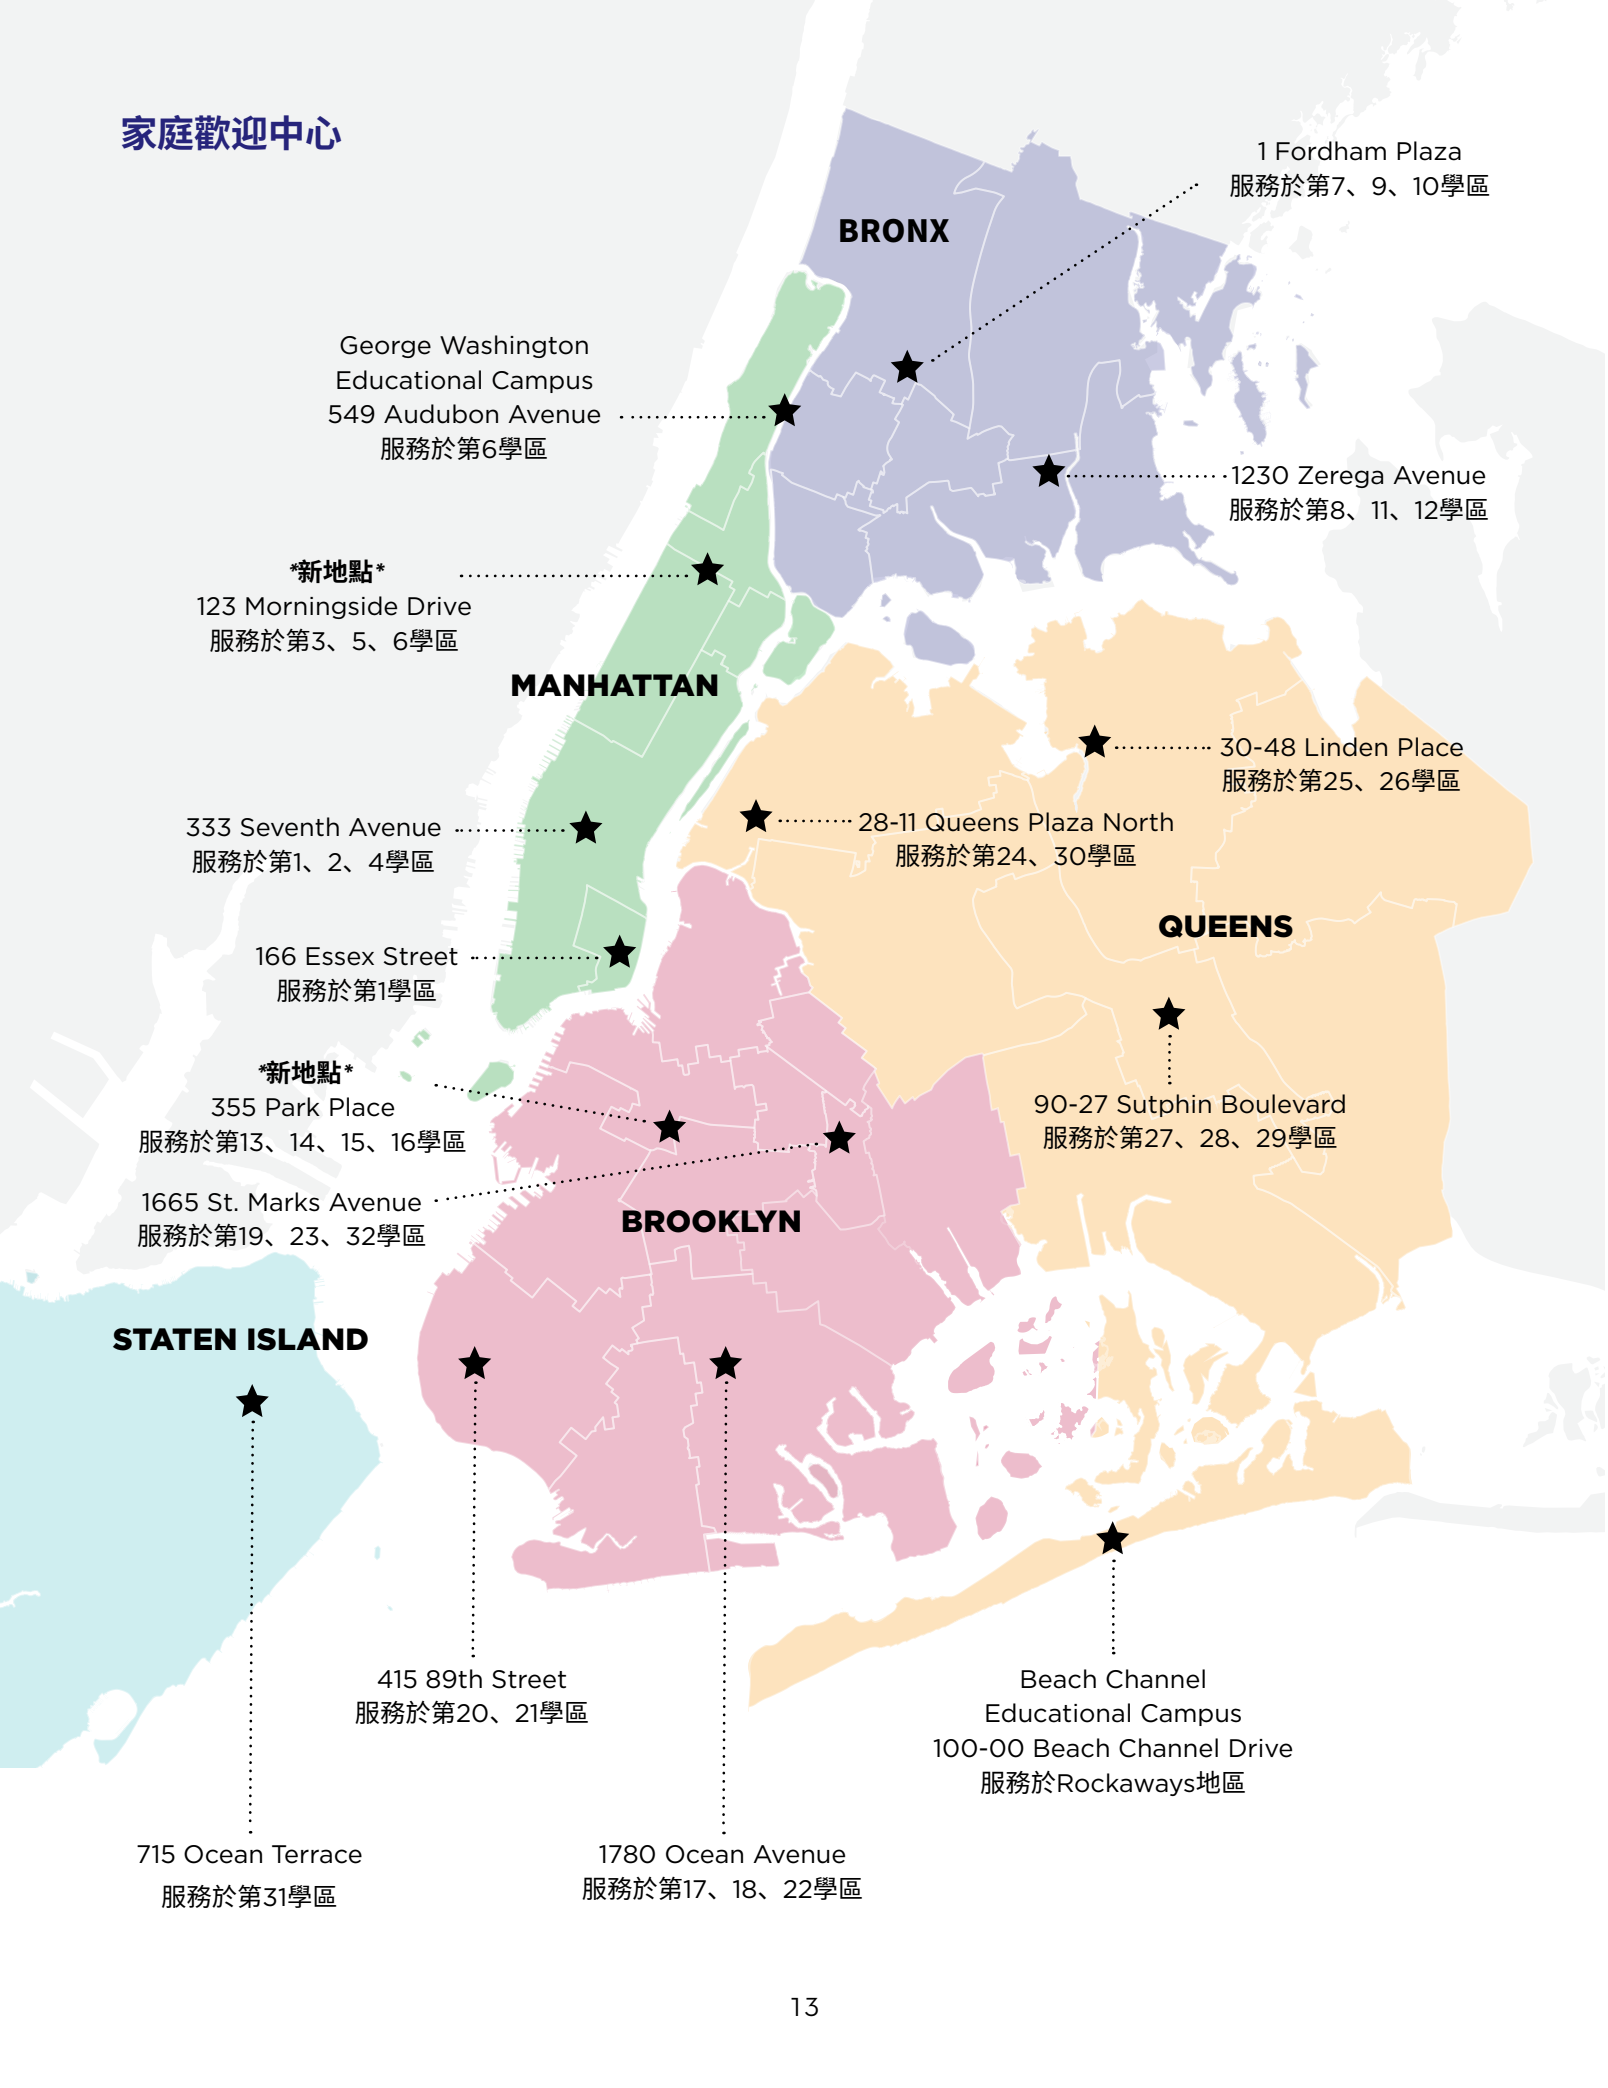 家庭歡迎中心
1 Fordham Plaza
服務於第7、9、10學區
BRONX
George Washington
Educational Campus
549 Audubon Avenue
服務於第6學區
1230 Zerega Avenue
服務於第8、11、12學區
*新地點*
123 Morningside Drive
服務於第3、5、6學區
MANHATTAN
30-48 Linden Place
服務於第25、26學區
333 Seventh Avenue
服務於第1、2、4學區
28-11 Queens Plaza North
服務於第24、30學區
QUEENS
166 Essex Street
服務於第1學區
*新地點*
355 Park Place
服務於第13、14、15、16學區
90-27 Sutphin Boulevard
服務於第27、28、29學區
1665 St. Marks Avenue
服務於第19、23、32學區
BROOKLYN
STATEN ISLAND
415 89th Street
服務於第20、21學區
Beach Channel
Educational Campus
100-00 Beach Channel Drive
服務於Rockaways地區
715 Ocean Terrace
服務於第31學區
1780 Ocean Avenue
服務於第17、18、22學區
13